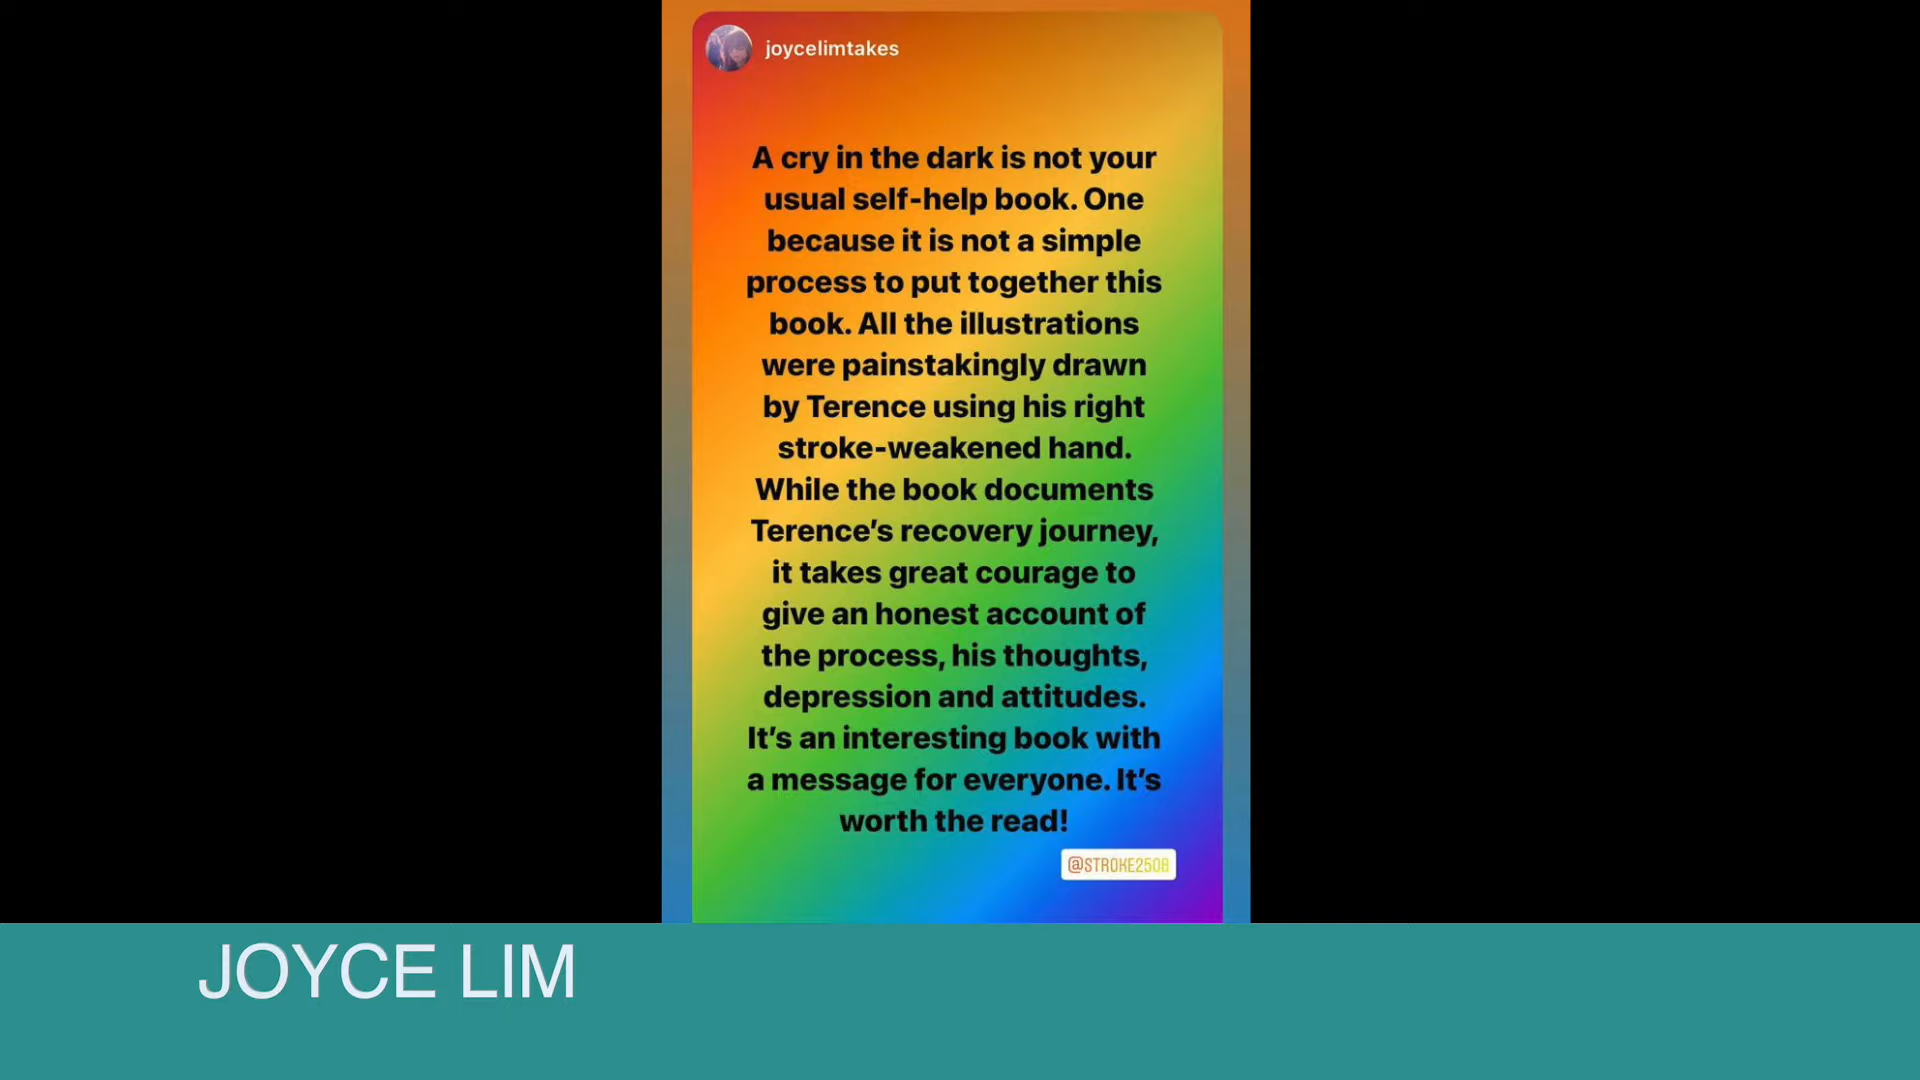 joycelimtakes
A cry in the dark is not your
usual self-help book. One
because it is not a simple
process to put together this
book. All the illustrations
were painstakingly drawn
by Terence using his right
stroke-weakened hand.
While the book documents
Terence’s recovery journey,
it takes great courage to
give an honest account of
the process, his thoughts,
depression and attitudes.
It’s an interesting book with
a message for everyone. It’s
worth the read!
@STROKE2508
JOYCE LIM